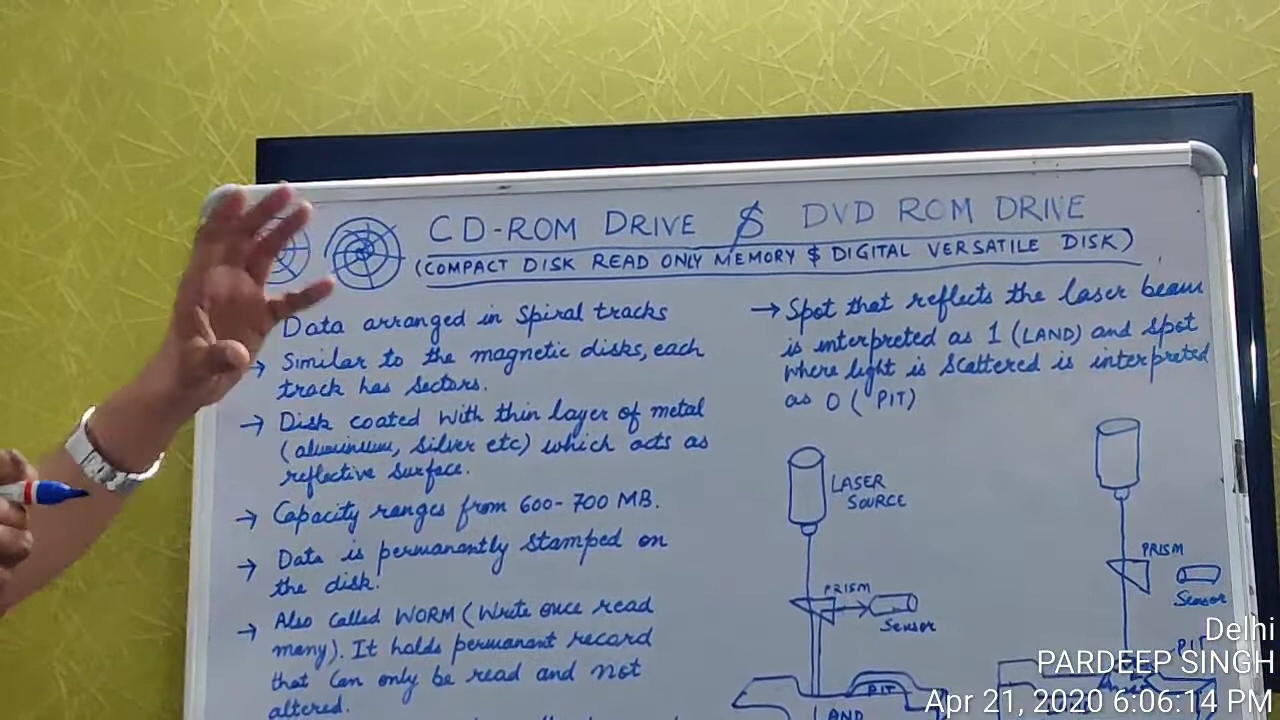 CD-ROM DRIVE $ DVD ROM DRIVE
(COMPACT DISK READ ONLY MEMORY $ DIGITAL VERSATILE DISK)
Data arranged in spiral tracks
→ Similar to the magnetic disks, each
track has sectors.
→ Disk coated with thin layer of metal
(aluminium, silver etc) which acts as
reflective surface.
→ Capacity ranges from 600-700 MB.
→ Data is permanantly stamped on
the disk.
→ Also called WORM (Write once read
many). It holds permanant record
that can only be read and not
altered.
→ Spot that reflects the laser beam
is interpreted as 1 (LAND) and spot
where light is scattered is interpreted
as 0 (PIT)
LASER
SOURCE
PRISM
Sensor
PIT
LAND
PRISM
Sensor
PIT
Delhi
PARDEEP SINGH
Apr 21, 2020 6:06:14 PM